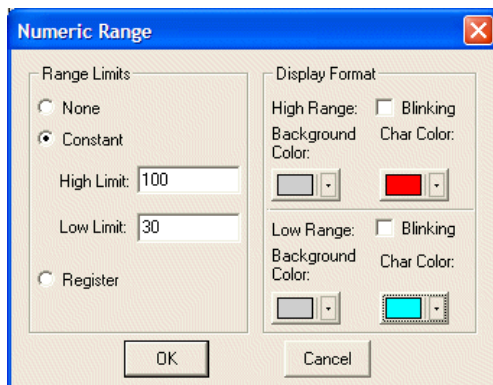 Numeric Range
Range Limits
None
Constant
High Limit: 100
Low Limit: 30
Register
Display Format
High Range: Blinking
Background Color:
Char Color:
Low Range: Blinking
Background Color:
Char Color:
OK
Cancel